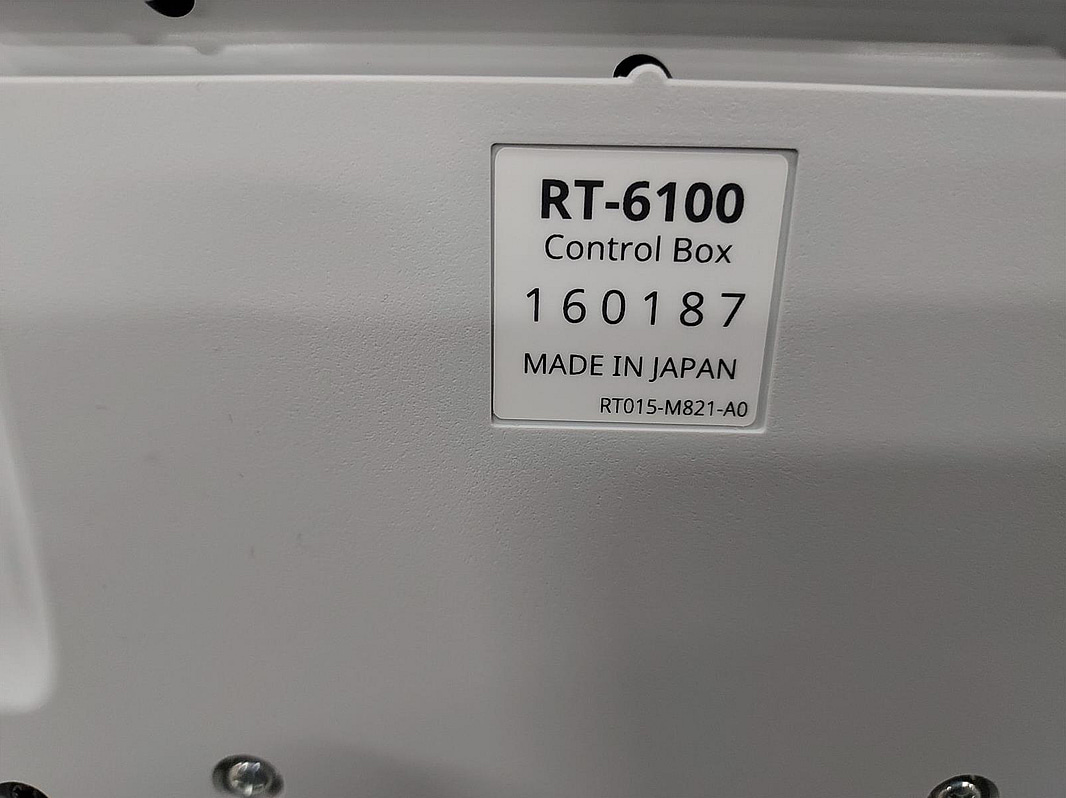 RT-6100
Control Box
160187
MADE IN JAPAN
RT015-M821-A0